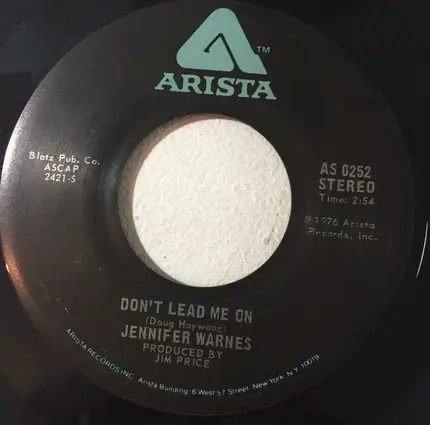 ARISTA™
Blatz Pub. Co.
ASCAP
2421-S
AS 0252
STEREO
Time: 2:54
℗1976 Arista
Records, Inc.
DON'T LEAD ME ON
(Doug Haywood)
JENNIFER WARNES
PRODUCED BY
JIM PRICE
ARISTA RECORDS INC. Arista Building 6 West 57 Street New York, N.Y. 10019